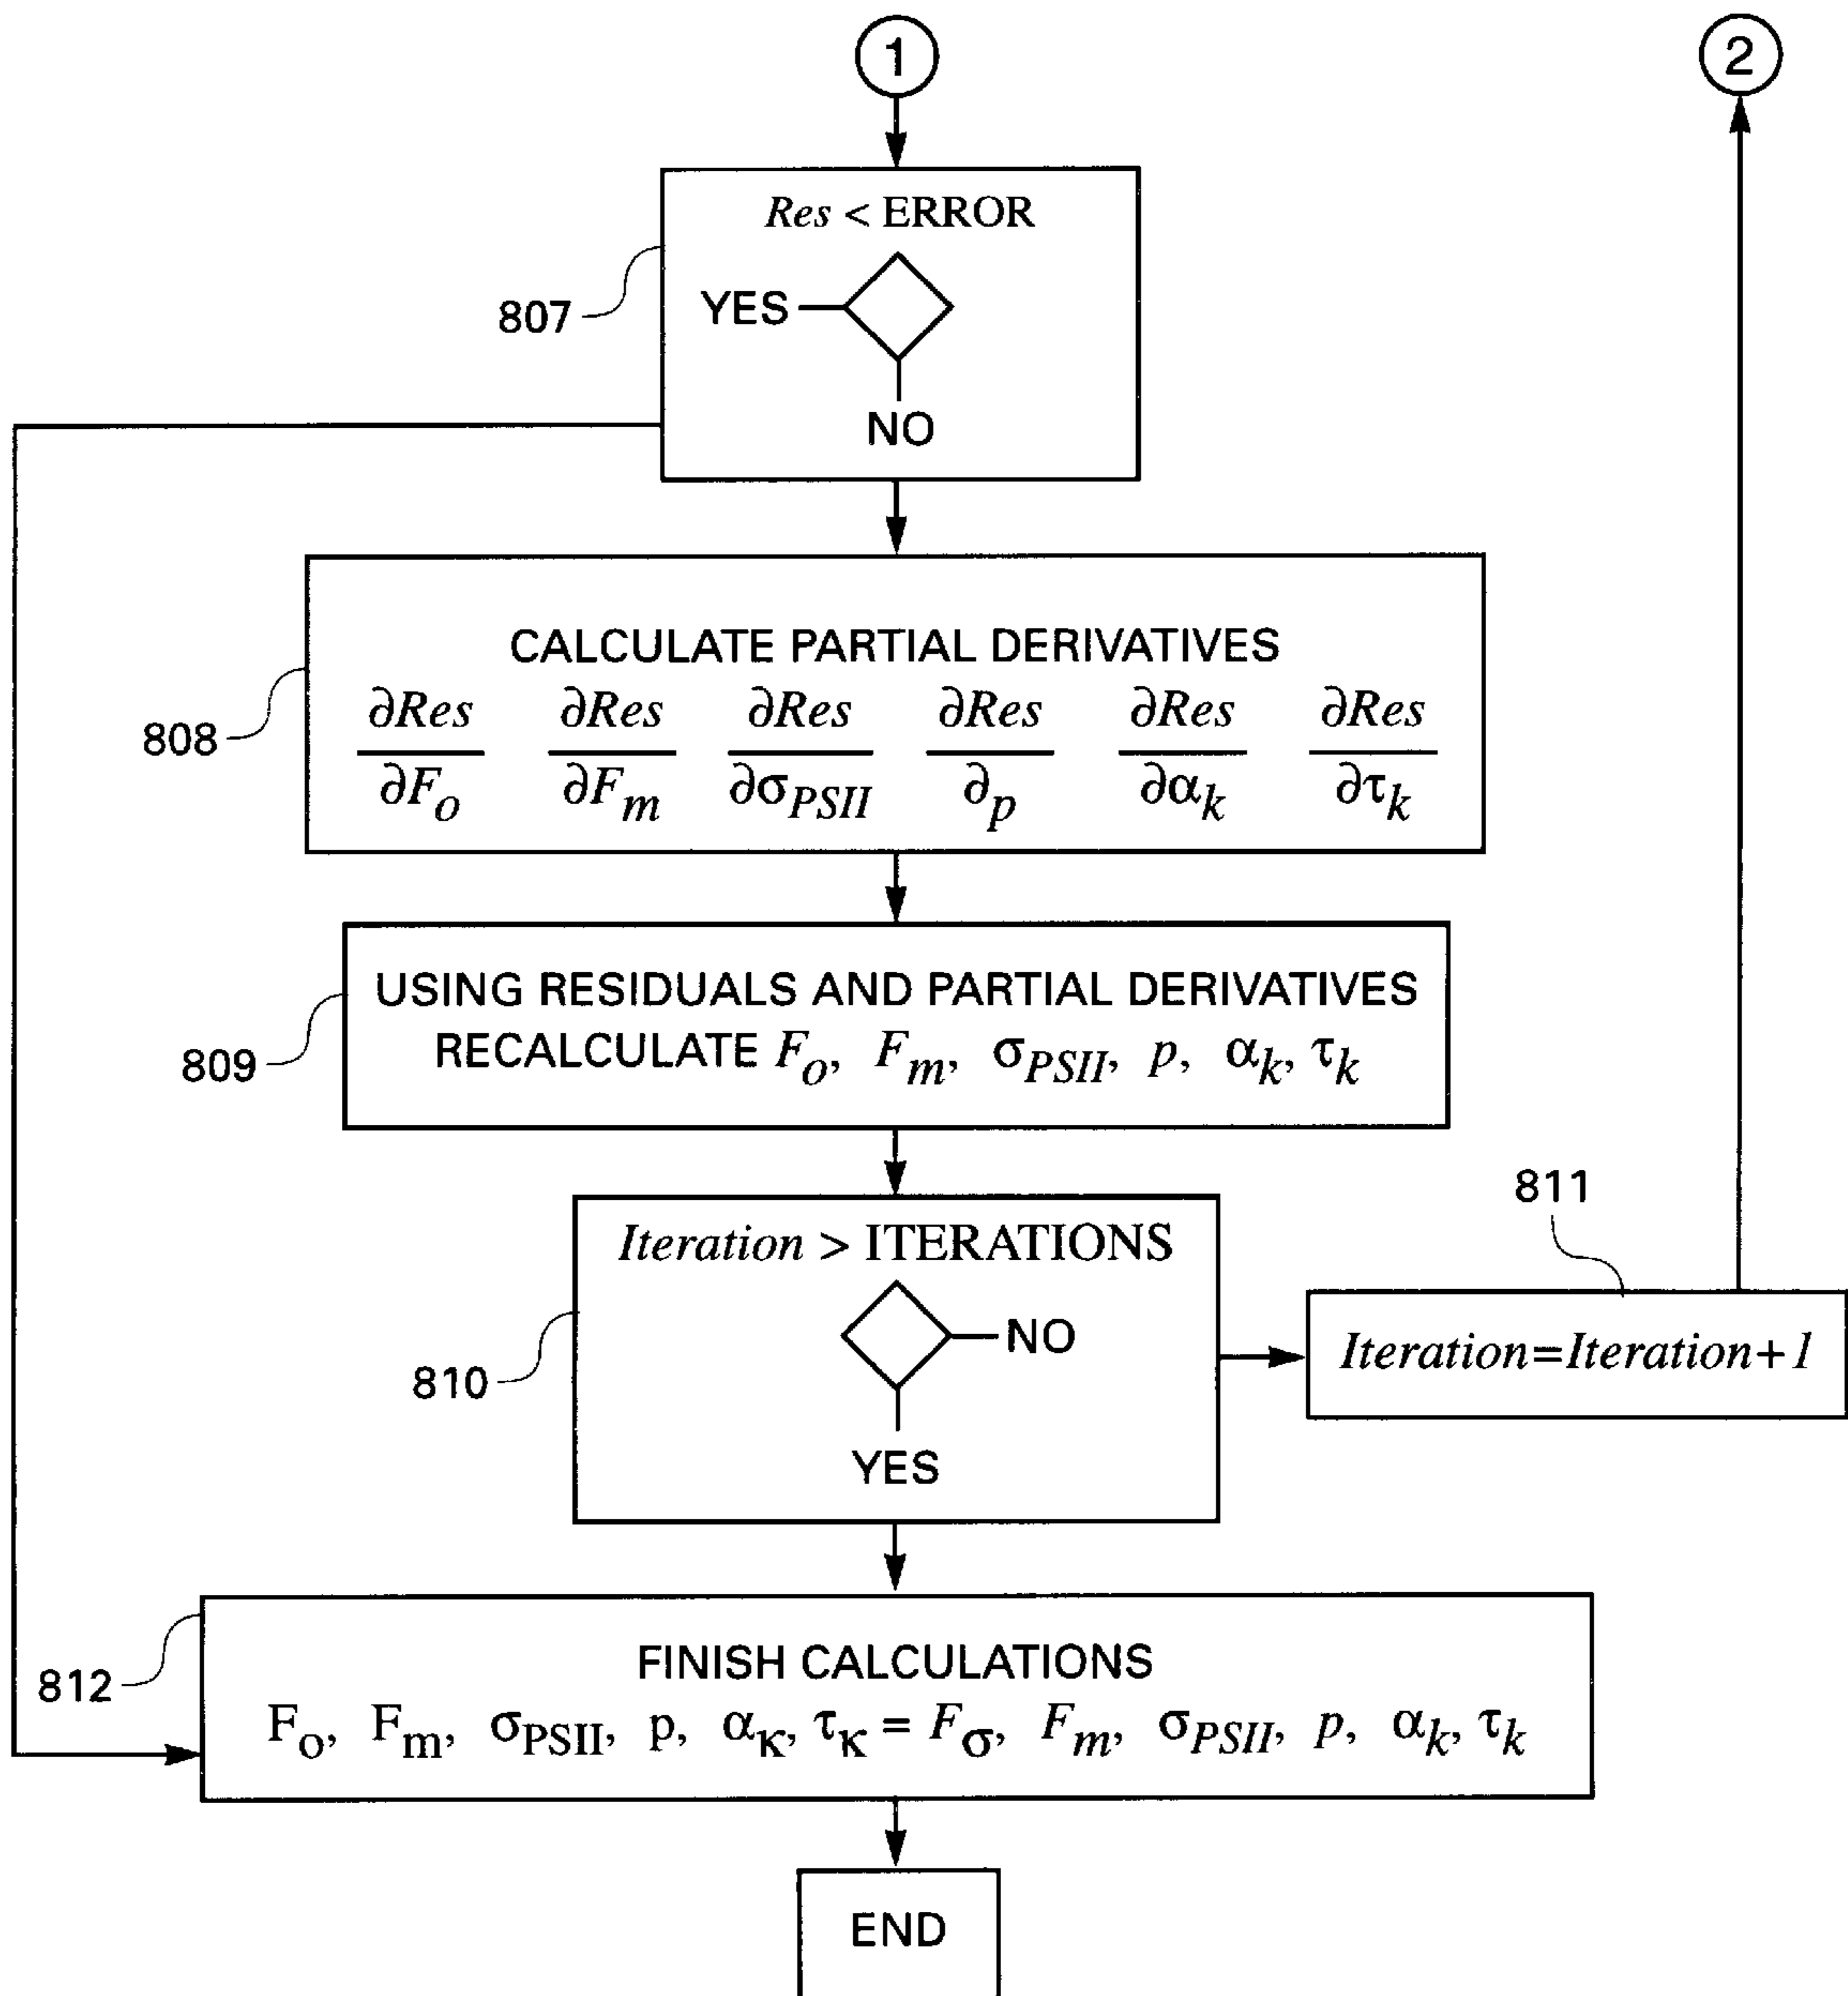 1
2
Res < ERROR
YES
807
NO
CALCULATE PARTIAL DERIVATIVES
∂Res ∂Res ∂Res ∂Res ∂Res ∂Res
808
∂F_o ∂F_m ∂σ_PSII ∂_p ∂α_k ∂τ_k
USING RESIDUALS AND PARTIAL DERIVATIVES
RECALCULATE F_o, F_m, σ_PSII, p, α_k, τ_k
809
811
Iteration > ITERATIONS
NO
Iteration=Iteration+1
810
YES
FINISH CALCULATIONS
812
F_o, F_m, σ_PSII, p, α_κ, τ_κ = F_σ, F_m, σ_PSII, p, α_k, τ_k
END